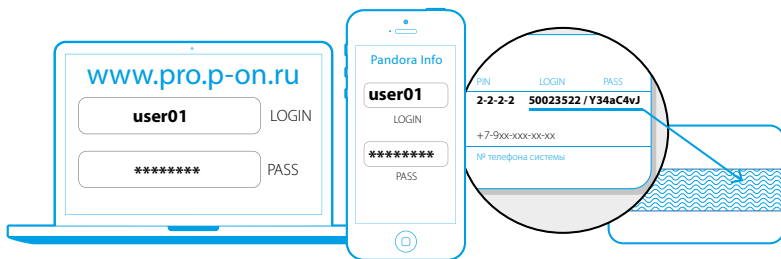 www.pro.p-on.ru
user01 LOGIN
******** PASS
Pandora Info
user01
LOGIN
********
PASS
PIN LOGIN PASS
2-2-2-2 50023522 / Y34aC4vJ
+7-9xx-xxx-xx-xx
№ телефона системы